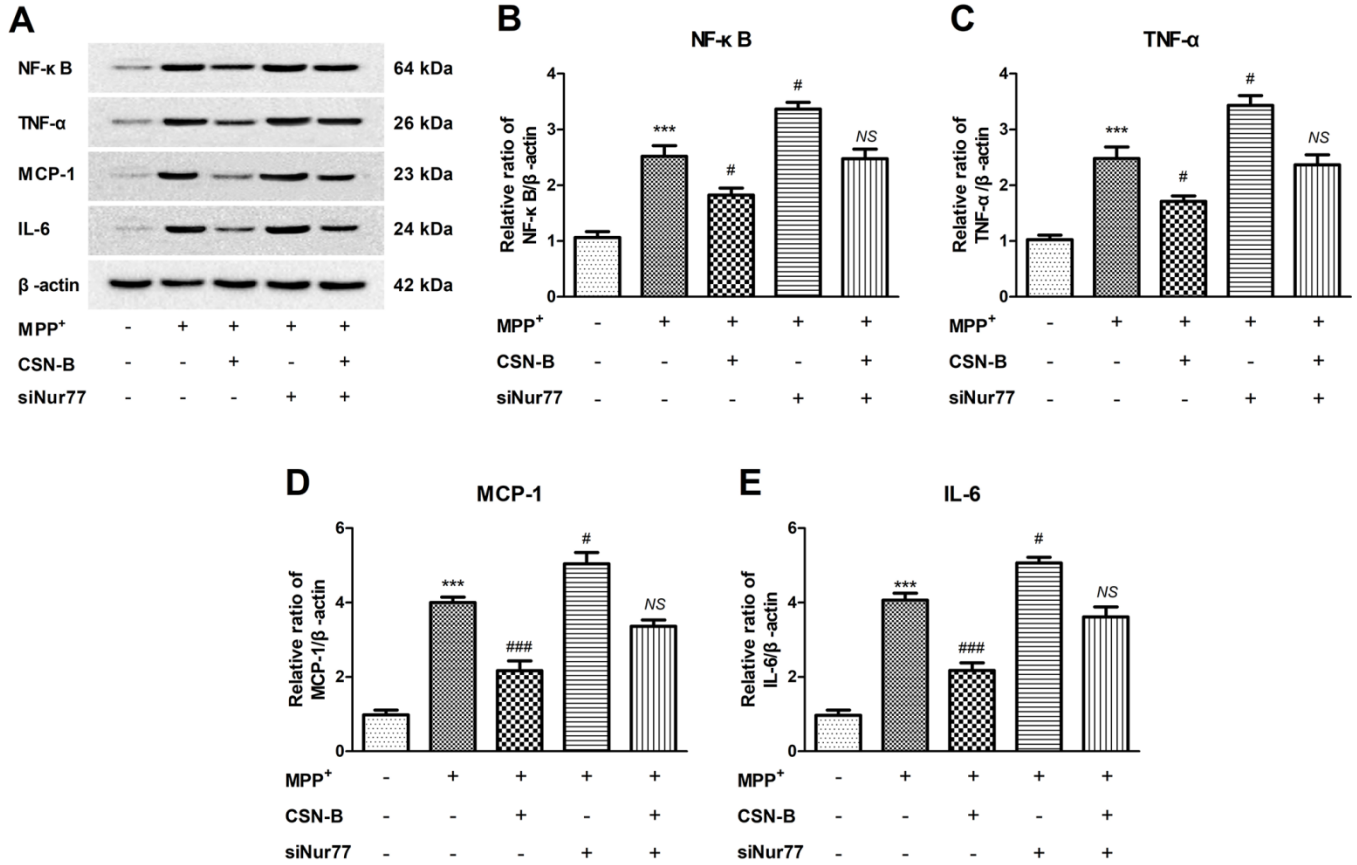 A
NF-κ B 64 kDa
TNF-α 26 kDa
MCP-1 23 kDa
IL-6 24 kDa
β -actin 42 kDa
MPP+ - + + + +
CSN-B - - + - +
siNur77 - - - + +
B
NF-κ B
Relative ratio of
NF-κ B/β -actin
4
3
2
1
0
***
#
#
NS
MPP+ - + + + +
CSN-B - - + - +
siNur77 - - - + +
C
TNF-α
Relative ratio of
TNF-α /β -actin
4
3
2
1
0
***
#
#
NS
MPP+ - + + + +
CSN-B - - + - +
siNur77 - - - + +
D
MCP-1
Relative ratio of
MCP-1/β -actin
6
4
2
0
***
###
#
NS
MPP+ - + + + +
CSN-B - - + - +
siNur77 - - - + +
E
IL-6
Relative ratio of
IL-6/β -actin
6
4
2
0
***
###
#
NS
MPP+ - + + + +
CSN-B - - + - +
siNur77 - - - + +